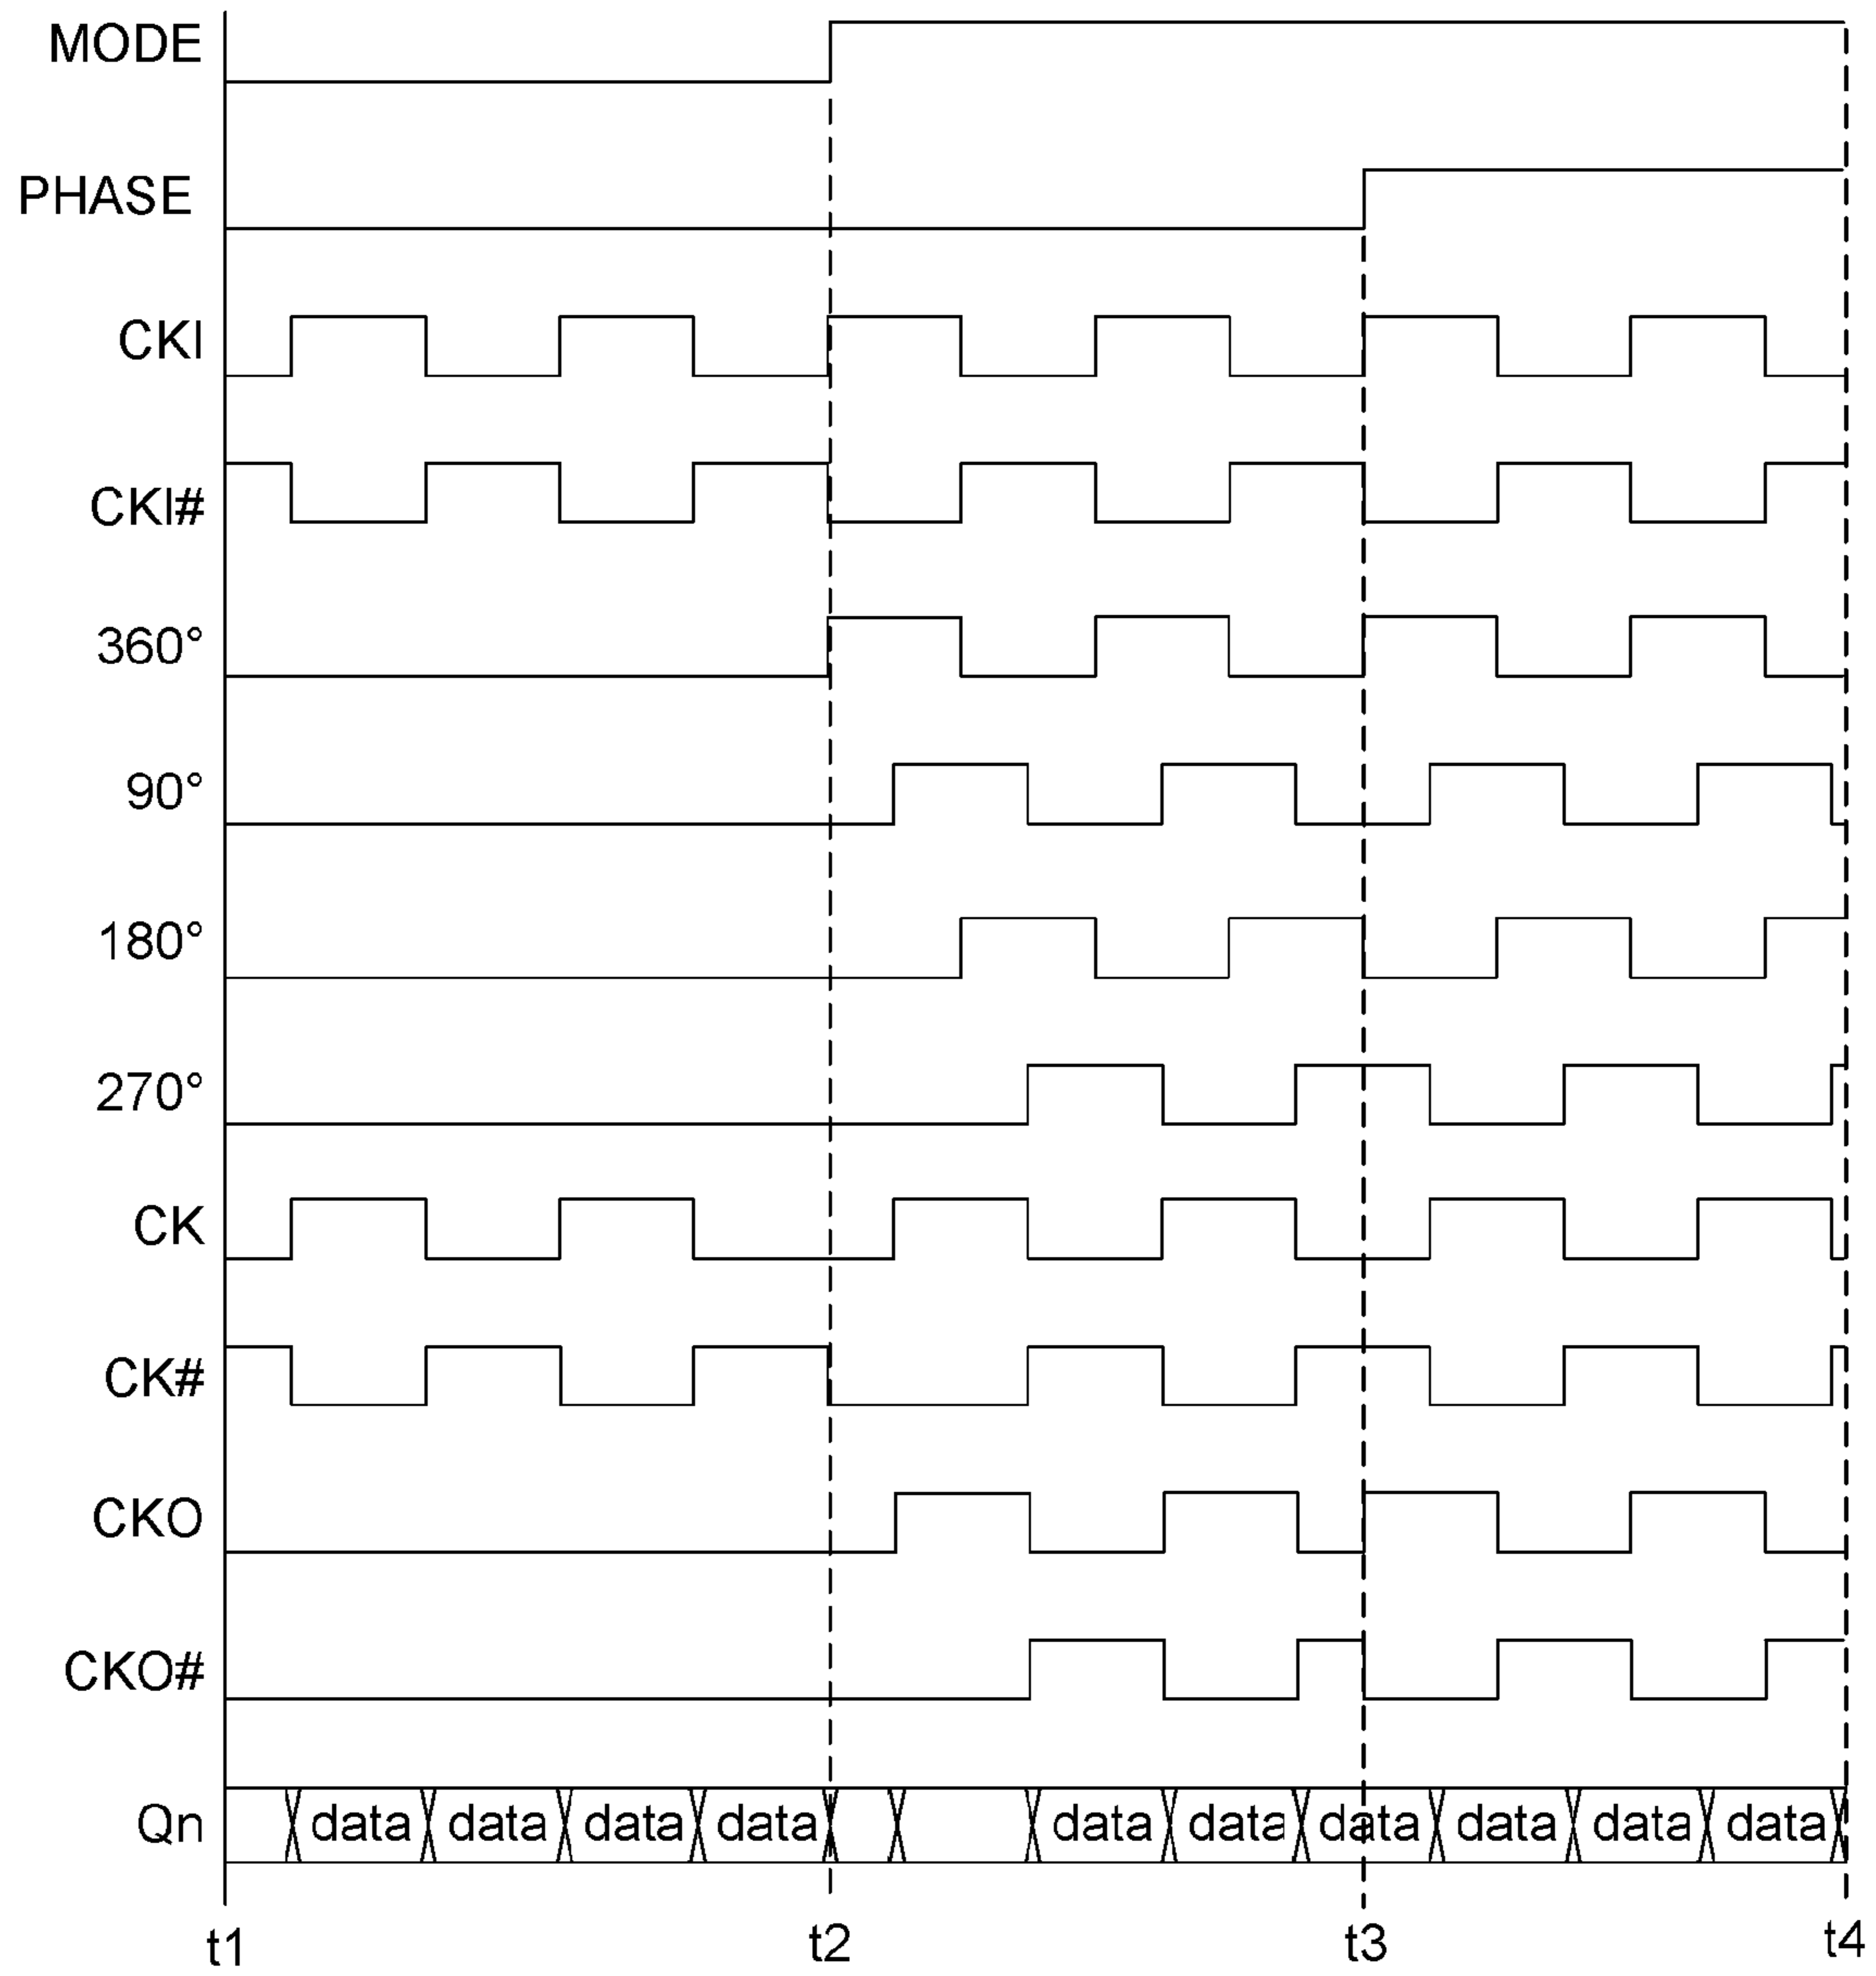 MODE
PHASE
CKI
CKI#
360°
90°
180°
270°
CK
CK#
CKO
CKO#
Qn data data data data data data data data data data
t1 t2 t3 t4